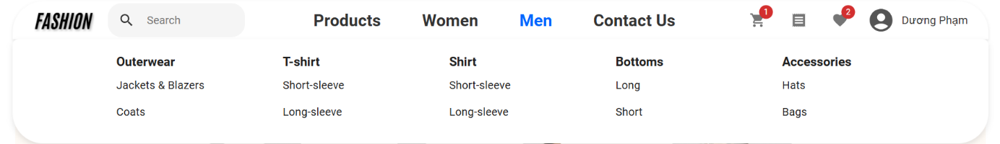 FASHION Search Products Women Men Contact Us 1 2 Dương Phạm
Outerwear T-shirt Shirt Bottoms Accessories
Jackets & Blazers Short-sleeve Short-sleeve Long Hats
Coats Long-sleeve Long-sleeve Short Bags